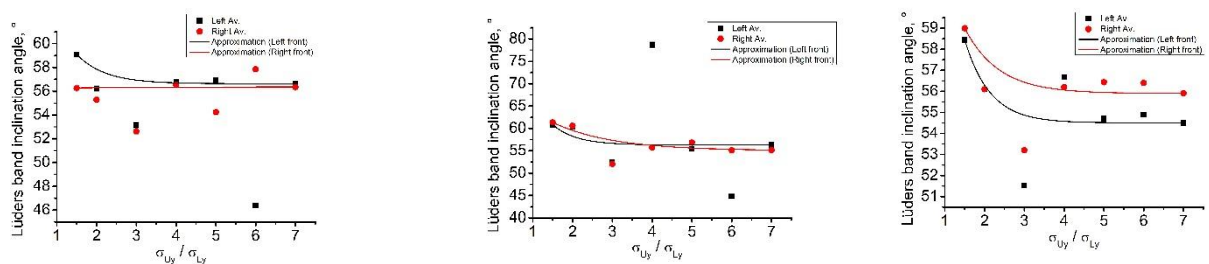 Lüders band inclination angle, °
60
58
56
54
52
50
48
46
1 2 3 4 5 6 7
σUy / σLy
Left Av.
Right Av.
Approximation (Left front)
Approximation (Right front)
Lüders band inclination angle, °
80
75
70
65
60
55
50
45
40
1 2 3 4 5 6 7
σUy / σLy
Left Av.
Right Av.
Approximation (Left front)
Approximation (Right front)
Lüders band inclination angle, °
59
58
57
56
55
54
53
52
51
1 2 3 4 5 6 7
σUy / σLy
Left Av.
Right Av.
Approximation (Left front)
Approximation (Right front)